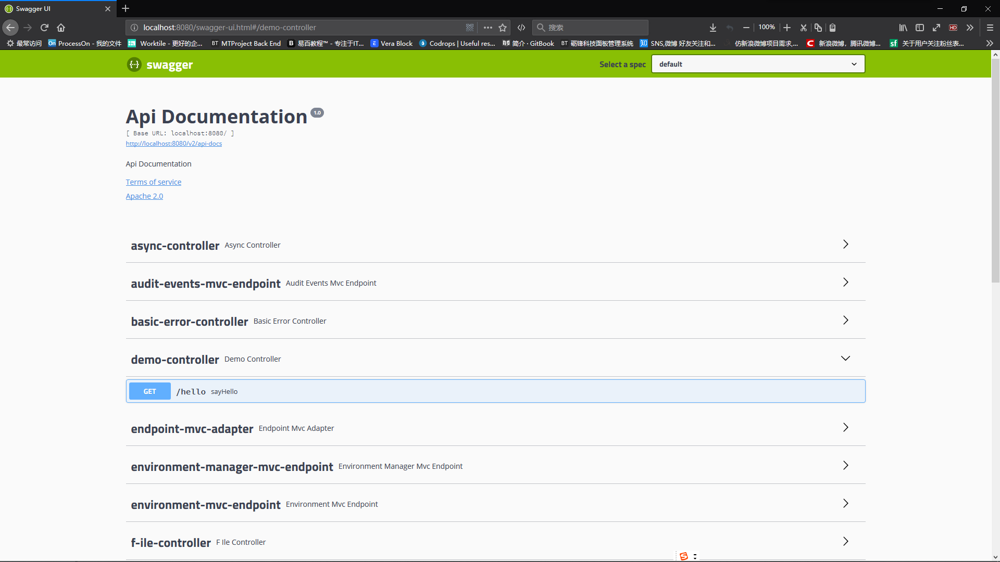 Swagger UI
localhost:8080/swagger-ui.html#/demo-controller
搜索
100%
HD
最常访问
On ProcessOn - 我的文件
Worktile - 更好的企...
BT MTProject Back End
B 易百教程™ - 专注于IT...
Vera Block
Codrops | Useful res...
简介 · GitBook
BT 砺锋科技面板管理系统
知 SNS,微博 好友关注和...
仿新浪微博项目需求,...
C 新浪微博，腾讯微博...
sf 关于用户关注粉丝表...
{···} swagger
Select a spec
default
Api Documentation 1.0
[ Base URL: localhost:8080/ ]
http://localhost:8080/v2/api-docs
Api Documentation
Terms of service
Apache 2.0
async-controller Async Controller
audit-events-mvc-endpoint Audit Events Mvc Endpoint
basic-error-controller Basic Error Controller
demo-controller Demo Controller
GET /hello sayHello
endpoint-mvc-adapter Endpoint Mvc Adapter
environment-manager-mvc-endpoint Environment Manager Mvc Endpoint
environment-mvc-endpoint Environment Mvc Endpoint
f-ile-controller F Ile Controller
S